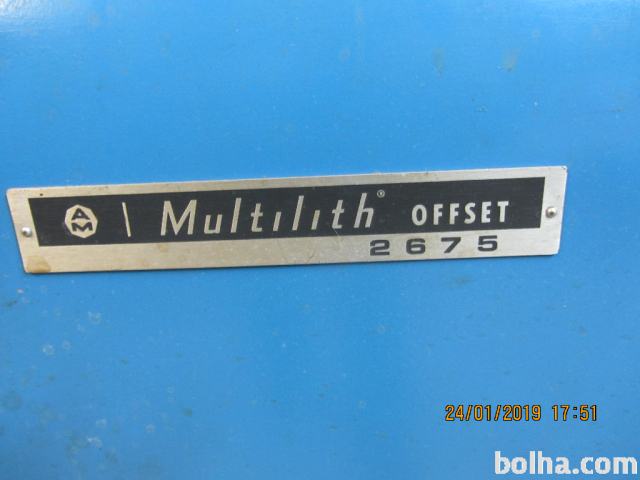 AM | Multilith® OFFSET
2675
24/01/2019 17:51
bolha.com